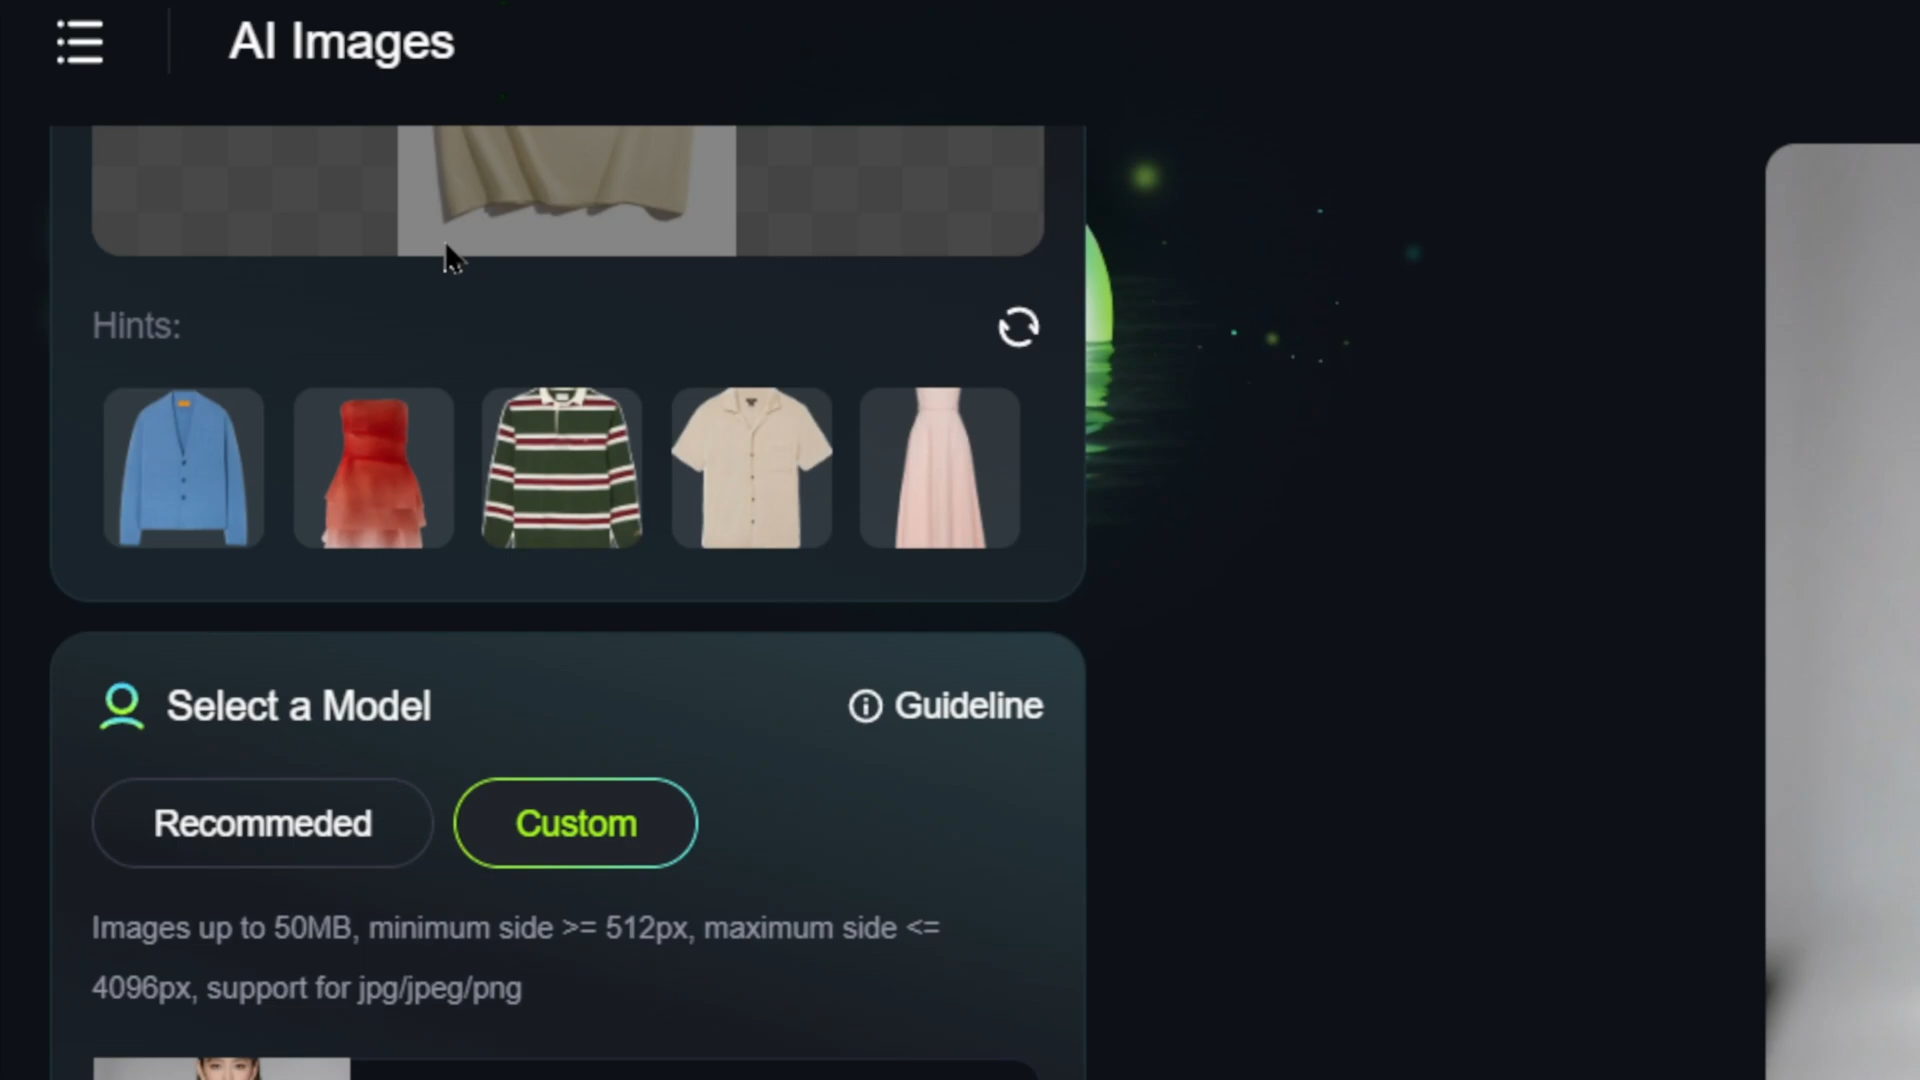 AI Images
Hints:
Select a Model
Guideline
Recommeded
Custom
Images up to 50MB, minimum side >= 512px, maximum side <=
4096px, support for jpg/jpeg/png